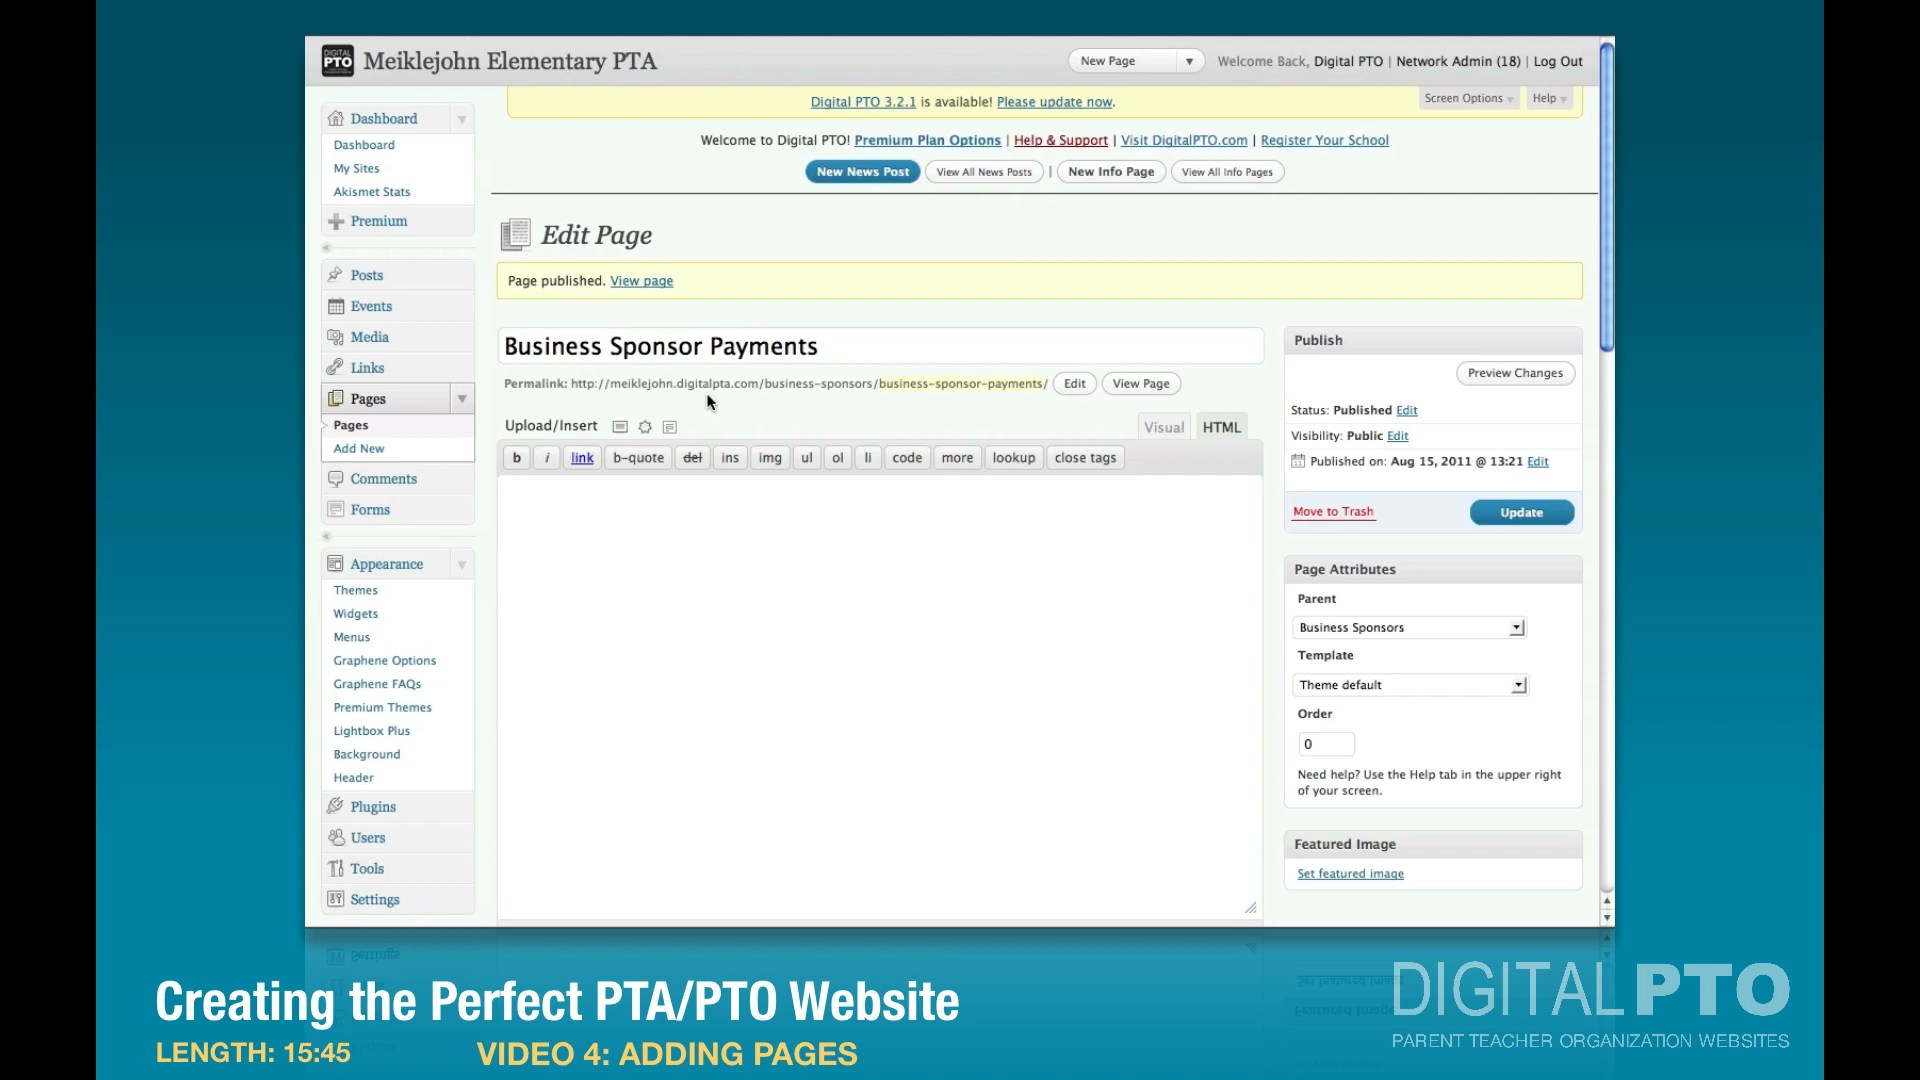 DIGITAL
PTO
Meiklejohn Elementary PTA
New Page
Welcome Back, Digital PTO | Network Admin (18) | Log Out
Digital PTO 3.2.1 is available! Please update now.
Screen Options
Help
Welcome to Digital PTO! Premium Plan Options | Help & Support | Visit DigitalPTO.com | Register Your School
New News Post
View All News Posts
|
New Info Page
View All Info Pages
Dashboard
Dashboard
My Sites
Akismet Stats
Premium
Posts
Events
Media
Links
Pages
Pages
Add New
Comments
Forms
Appearance
Themes
Widgets
Menus
Graphene Options
Graphene FAQs
Premium Themes
Lightbox Plus
Background
Header
Plugins
Users
Tools
Settings
Edit Page
Page published. View page
Business Sponsor Payments
Permalink: http://meiklejohn.digitalpta.com/business-sponsors/business-sponsor-payments/
Edit
View Page
Upload/Insert
Visual
HTML
b
i
link
b-quote
del
ins
img
ul
ol
li
code
more
lookup
close tags
Publish
Preview Changes
Status: Published Edit
Visibility: Public Edit
Published on: Aug 15, 2011 @ 13:21 Edit
Move to Trash
Update
Page Attributes
Parent
Business Sponsors
Template
Theme default
Order
0
Need help? Use the Help tab in the upper right
of your screen.
Featured Image
Set featured image
Creating the Perfect PTA/PTO Website
LENGTH: 15:45
VIDEO 4: ADDING PAGES
DIGITALPTO
PARENT TEACHER ORGANIZATION WEBSITES